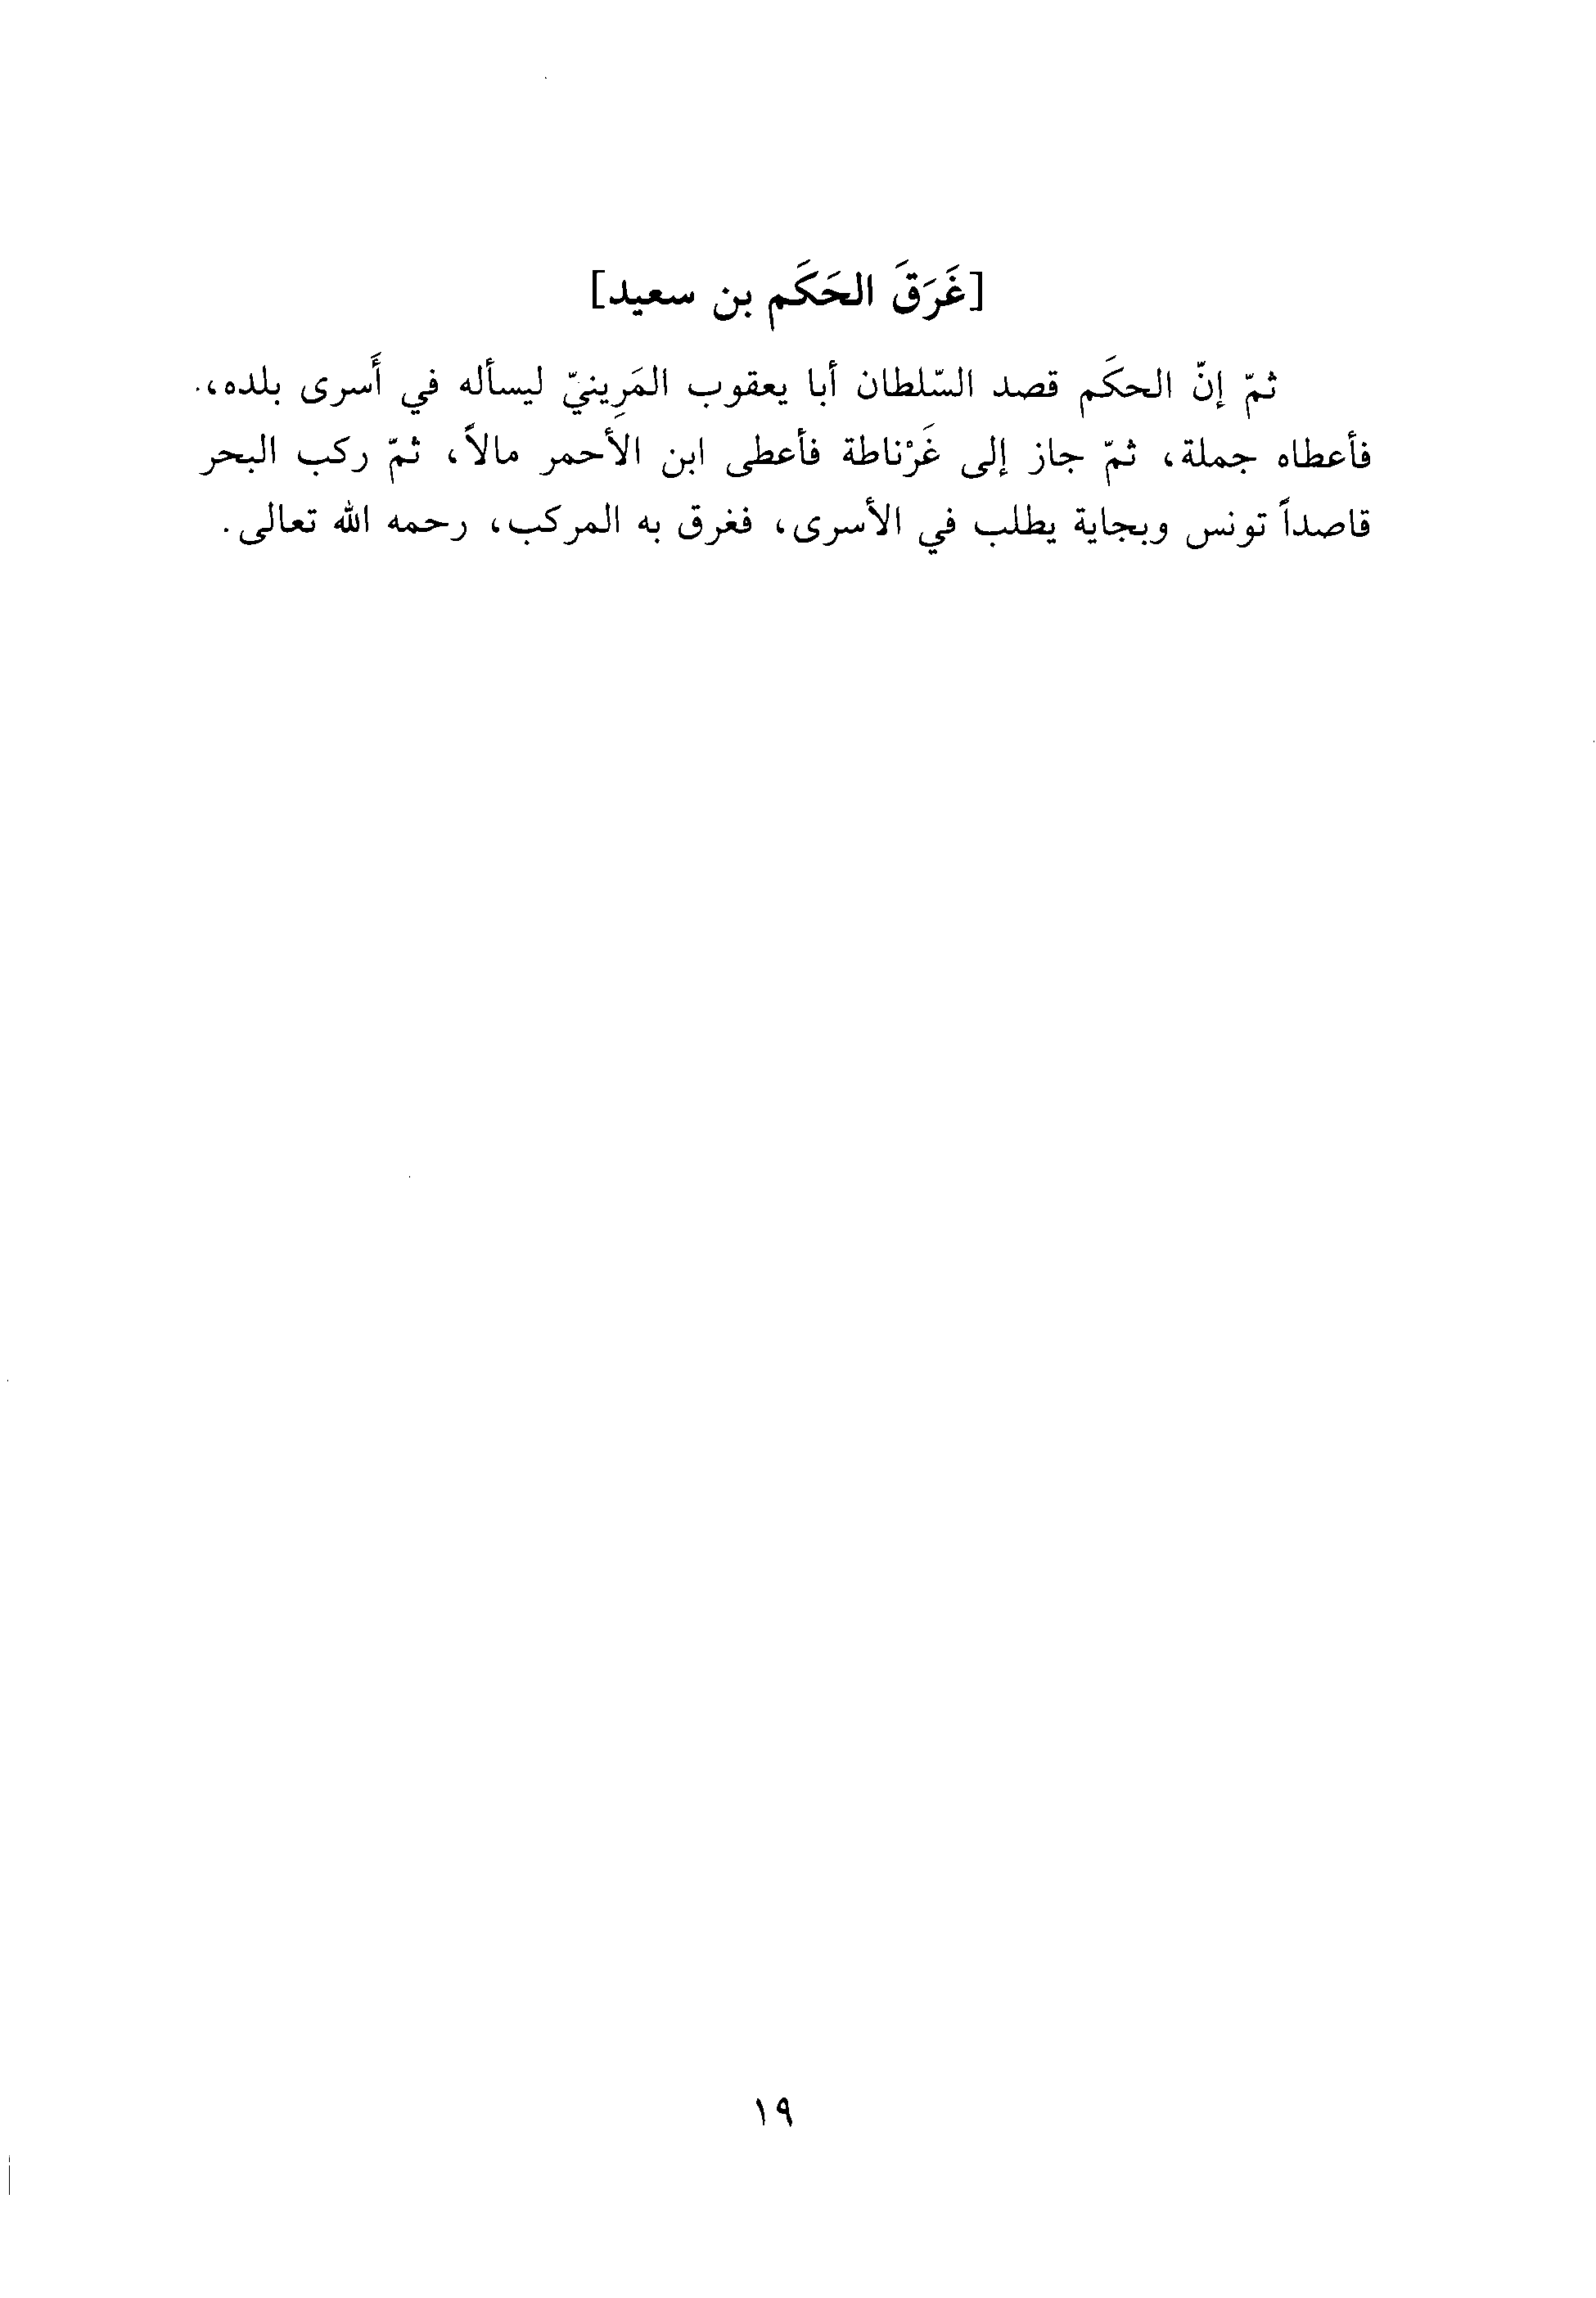 [غَرَقَ الحَكَم بن سعيد]
ثمّ إنّ الحكَم قصد السّلطان أبا يعقوب المَرِينيّ ليسأله في أَسرى بلده،
فأعطاه جملة، ثمّ جاز إلى غَرْناطة فأعطى ابن الأحمر مالاً، ثمّ ركب البحر
قاصداً تونس وبجاية يطلب في الأسرى، فغرق به المركب، رحمه الله تعالى.
١٩